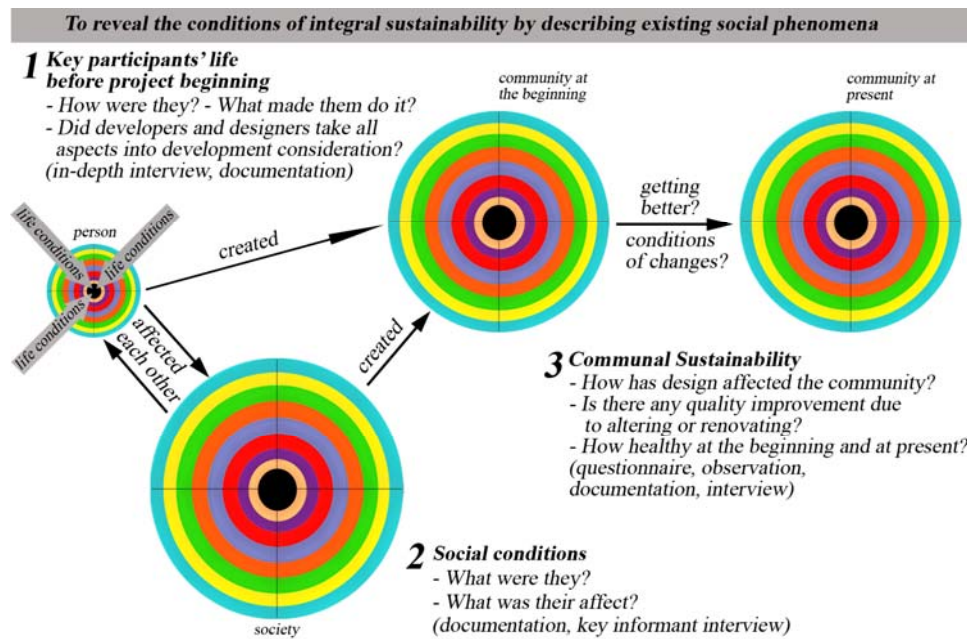 To reveal the conditions of integral sustainability by describing existing social phenomena
1 Key participants' life
before project beginning
- How were they? - What made them do it?
- Did developers and designers take all
aspects into development consideration?
(in-depth interview, documentation)
community at
the beginning
community at
present
person
life conditions
life conditions
life conditions
created
getting
better?
conditions
of changes?
affected
each other
created
3 Communal Sustainability
- How has design affected the community?
- Is there any quality improvement due
to altering or renovating?
- How healthy at the beginning and at present?
(questionnaire, observation,
documentation, interview)
2 Social conditions
- What were they?
- What was their affect?
(documentation, key informant interview)
society